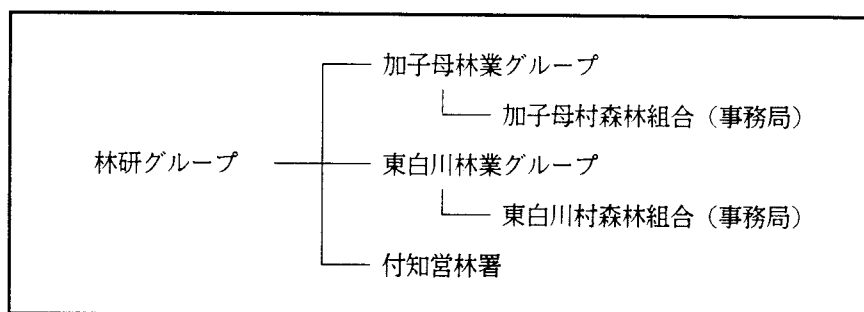 加子母林業グループ
加子母村森林組合（事務局）
林研グループ
東白川林業グループ
東白川村森林組合（事務局）
付知営林署